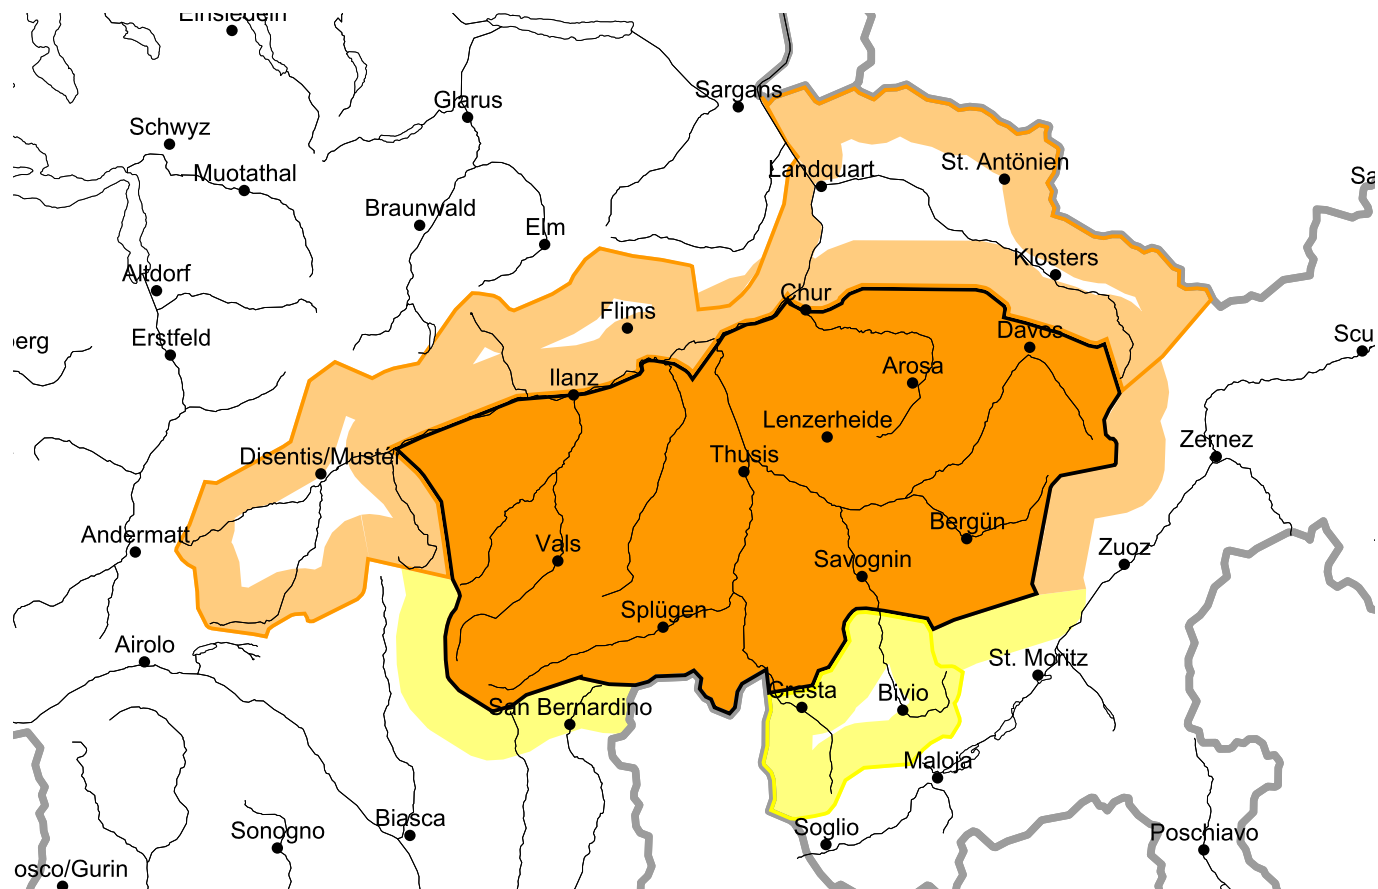 Einsiedeln
Sargans
Glarus
Schwyz
St. Antönien
Landquart
Muotathal
Sa
Braunwald
Elm
Klosters
Altdorf
Chur
Flims
Davos
Erstfeld
berg
Scu
Arosa
Ilanz
Lenzerheide
Zernez
Thusis
Disentis/Mustér
Bergün
Andermatt
Vals
Zuoz
Savognin
Splügen
Airolo
St. Moritz
Cresta
Bivio
San Bernardino
Maloja
Biasca
Soglio
Sonogno
Poschiavo
osco/Gurin